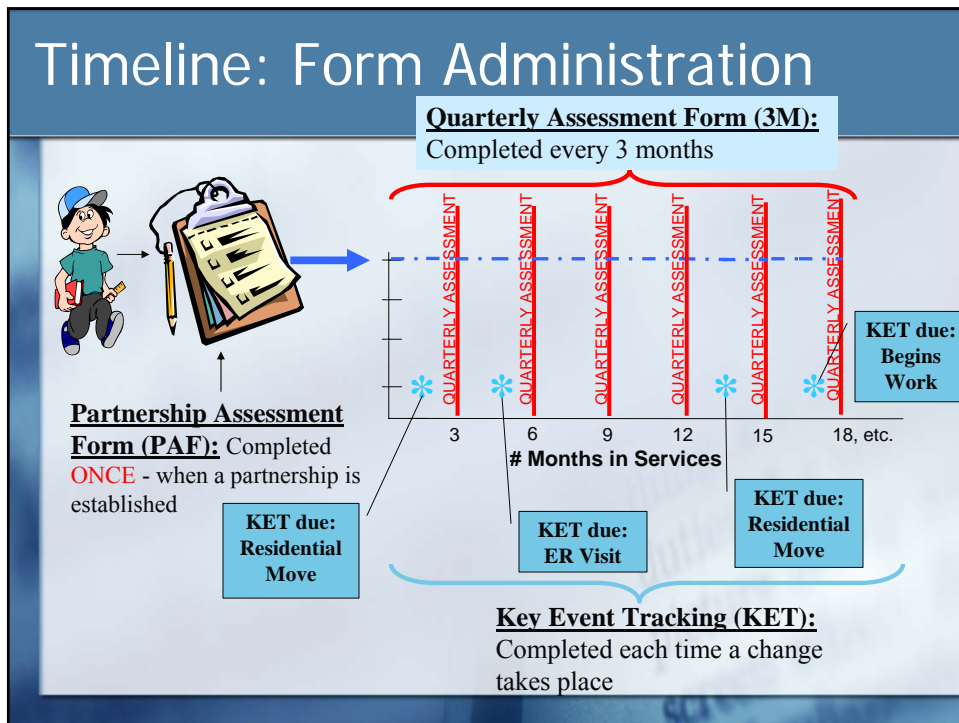 Timeline: Form Administration
Quarterly Assessment Form (3M):
Completed every 3 months
QUARTERLY ASSESSMENT
QUARTERLY ASSESSMENT
QUARTERLY ASSESSMENT
QUARTERLY ASSESSMENT
QUARTERLY ASSESSMENT
QUARTERLY ASSESSMENT
KET due:
Begins
Work
Partnership Assessment
Form (PAF): Completed
ONCE - when a partnership is
established
3 6 9 12 15 18, etc.
# Months in Services
KET due:
Residential
Move
KET due:
ER Visit
KET due:
Residential
Move
Key Event Tracking (KET):
Completed each time a change
takes place